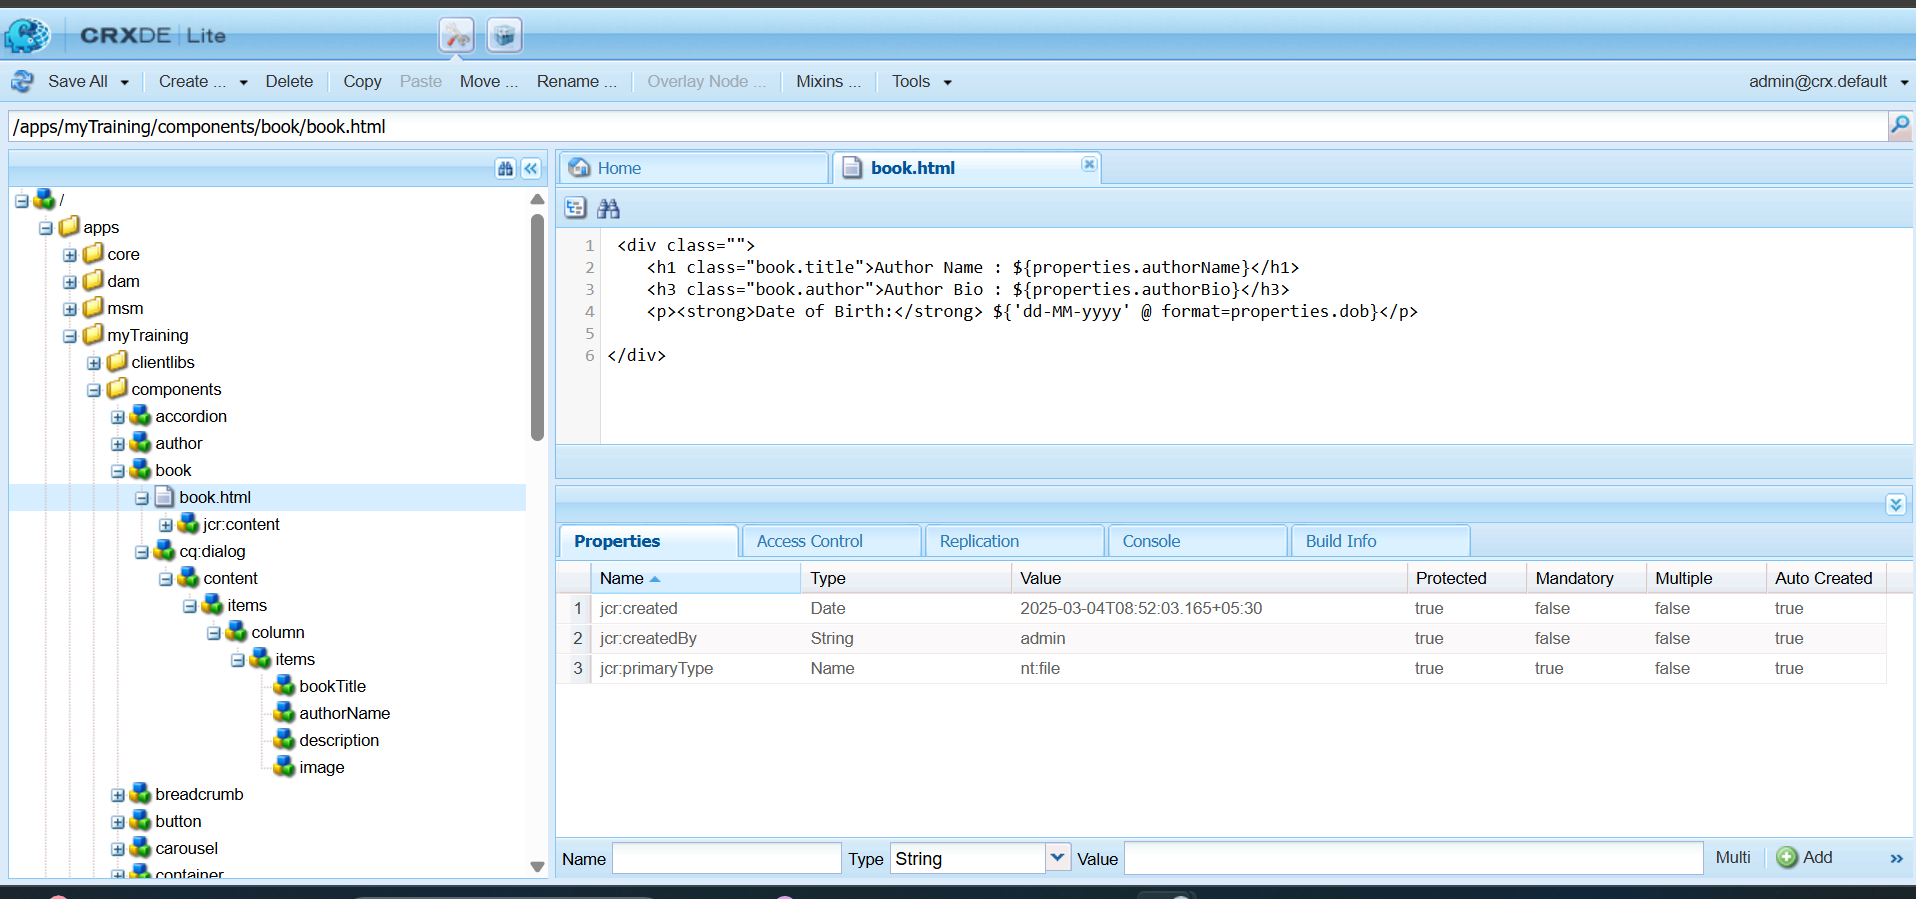 CRXDE | Lite
Save All Create ... Delete Copy Paste Move ... Rename ... Overlay Node ... Mixins ... Tools admin@crx.default
/apps/myTraining/components/book/book.html
/
apps
core
dam
msm
myTraining
clientlibs
components
accordion
author
book
book.html
jcr:content
cq:dialog
content
items
column
items
bookTitle
authorName
description
image
breadcrumb
button
carousel
container
Home book.html
1 <div class="">
2 <h1 class="book.title">Author Name : ${properties.authorName}</h1>
3 <h3 class="book.author">Author Bio : ${properties.authorBio}</h3>
4 <p><strong>Date of Birth:</strong> ${'dd-MM-yyyy' @ format=properties.dob}</p>
5
6 </div>
Properties Access Control Replication Console Build Info
Name Type Value Protected Mandatory Multiple Auto Created
1 jcr:created Date 2025-03-04T08:52:03.165+05:30 true false false true
2 jcr:createdBy String admin true false false true
3 jcr:primaryType Name nt:file true true false true
Name Type String Value Multi Add »